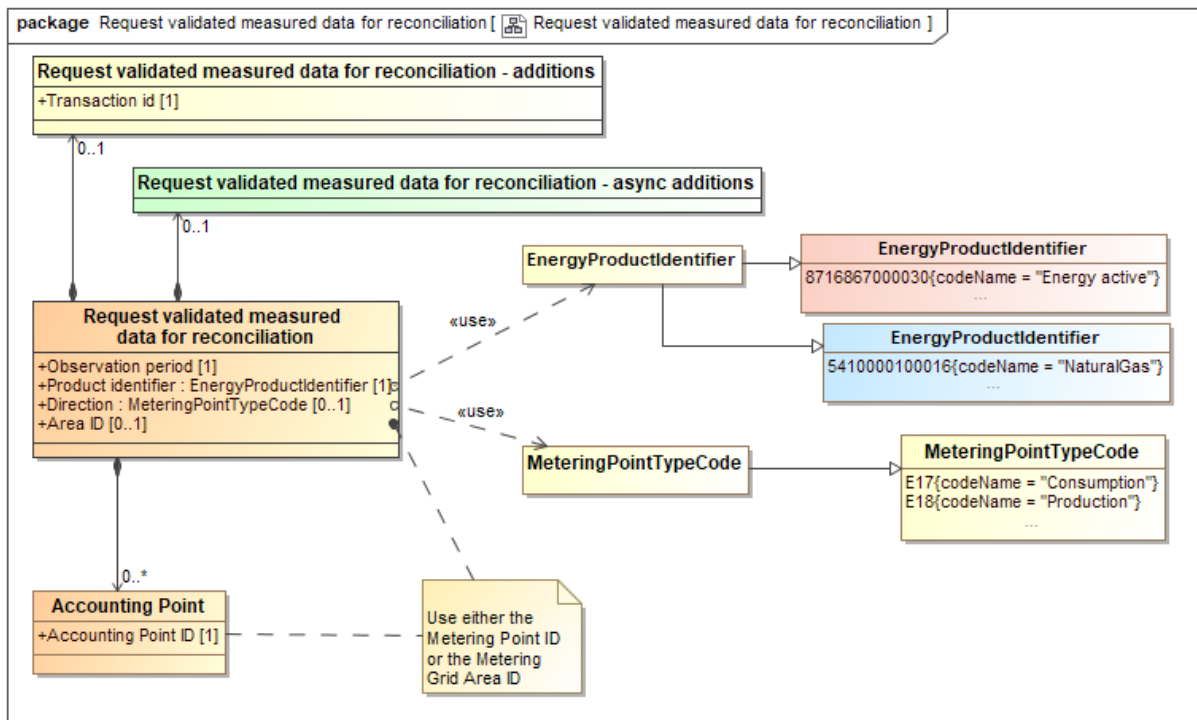 package Request validated measured data for reconciliation [ Request validated measured data for reconciliation ]
Request validated measured data for reconciliation - additions
+Transaction id [1]
0..1
Request validated measured data for reconciliation - async additions
0..1
Request validated measured
data for reconciliation
+Observation period [1]
+Product identifier : EnergyProductIdentifier [1]
+Direction : MeteringPointTypeCode [0..1]
+Area ID [0..1]
«use»
«use»
EnergyProductIdentifier
EnergyProductIdentifier
8716867000030{codeName = "Energy active"}
...
EnergyProductIdentifier
5410000100016{codeName = "NaturalGas"}
...
MeteringPointTypeCode
MeteringPointTypeCode
E17{codeName = "Consumption"}
E18{codeName = "Production"}
...
0..*
Accounting Point
+Accounting Point ID [1]
Use either the
Metering Point ID
or the Metering
Grid Area ID